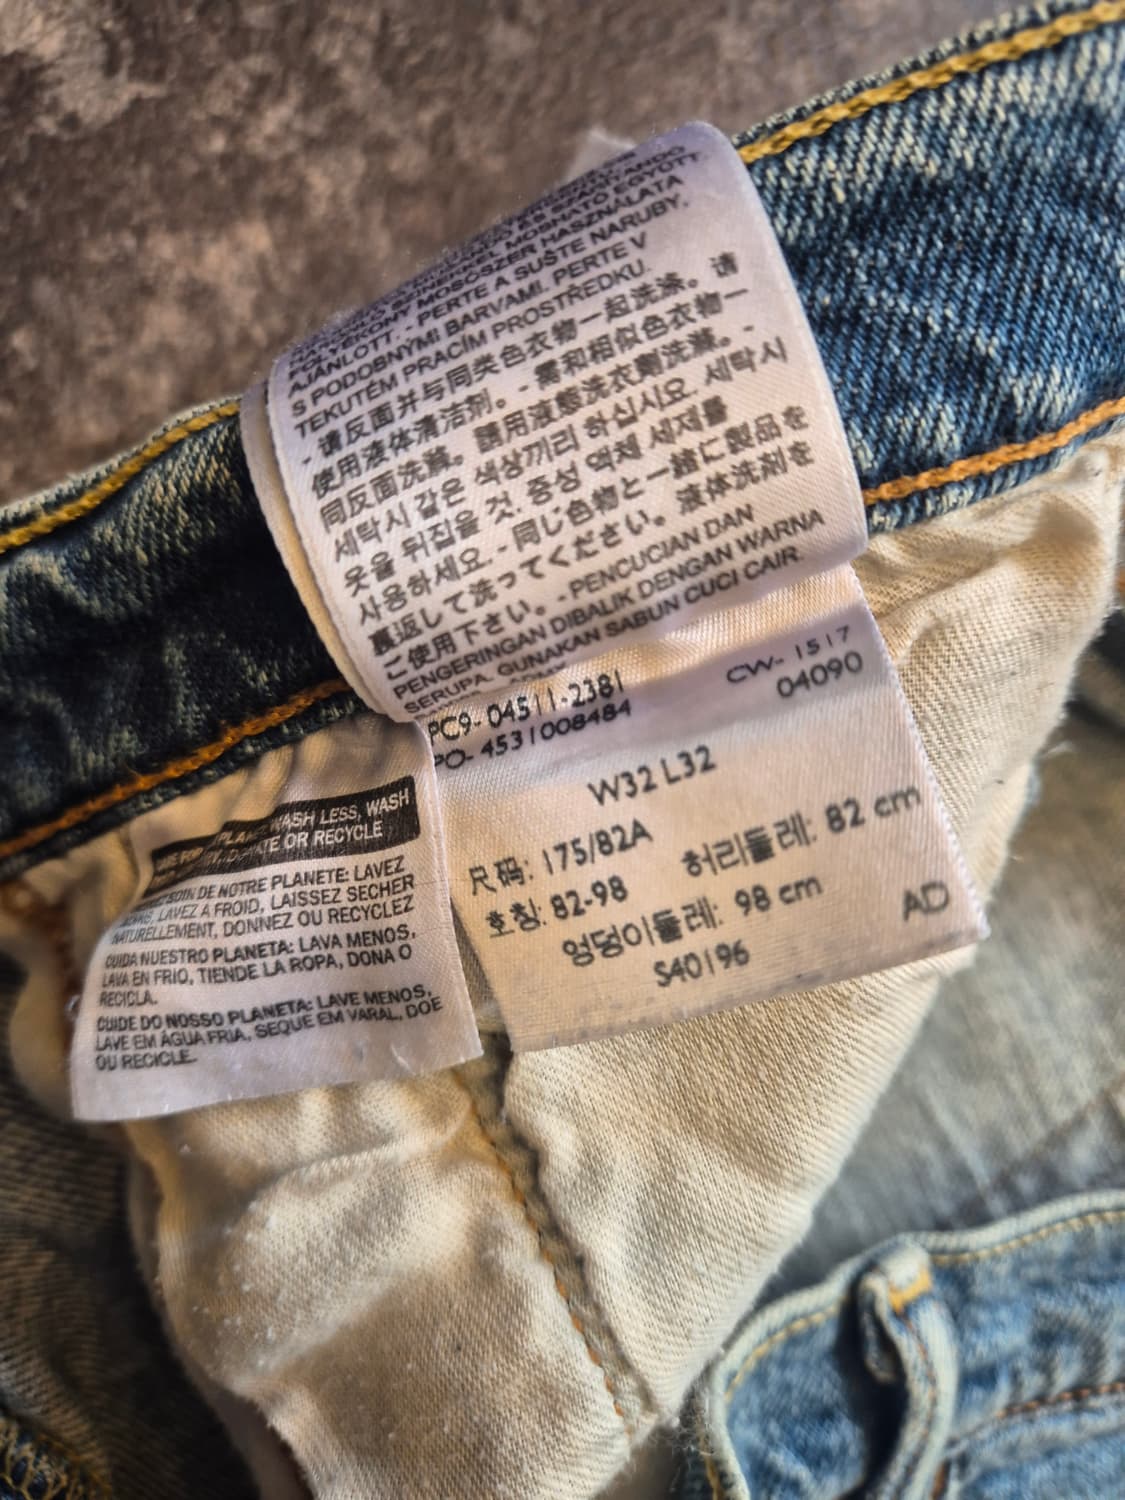 AJÁNLOTT. - PERTE A SUŠTE NARUBY,
S PODOBNÝMI BARVAMI. PERTE V
TEKUTÉM PRACÍM PROSTŘEDKU.
- 请反面并与同类色衣物一起洗涤。请
使用液体清洁剂。- 需和相似色衣物一
同反面洗滌。請用液態洗衣劑洗滌。 -
세탁시 같은 색상끼리 하십시요. 세탁시
옷을 뒤집을 것. 중성 액체 세제를
사용하세요. - 同じ色物と一緒に製品を
裏返して洗ってください。液体洗剤を
ご使用下さい。- PENCUCIAN DAN
PENGERINGAN DIBALIK DENGAN WARNA
SERUPA. GUNAKAN SABUN CUCI CAIR.
PC9- 04511-2381 CW- 1517
PO- 4531008484 04090
W32 L32
尺码: 175/82A 허리둘레: 82 cm
호칭: 82-98 엉덩이둘레: 98 cm AD
S40196
WASH LESS, WASH
OR RECYCLE
SOIN DE NOTRE PLANETE: LAVEZ
LAVEZ A FROID, LAISSEZ SECHER
NATURELLEMENT, DONNEZ OU RECYCLEZ
CUIDA NUESTRO PLANETA: LAVA MENOS,
LAVA EN FRIO, TIENDE LA ROPA, DONA O
RECICLA.
CUIDE DO NOSSO PLANETA: LAVE MENOS,
LAVE EM ÁGUA FRIA, SEQUE EM VARAL, DOE
OU RECICLE.